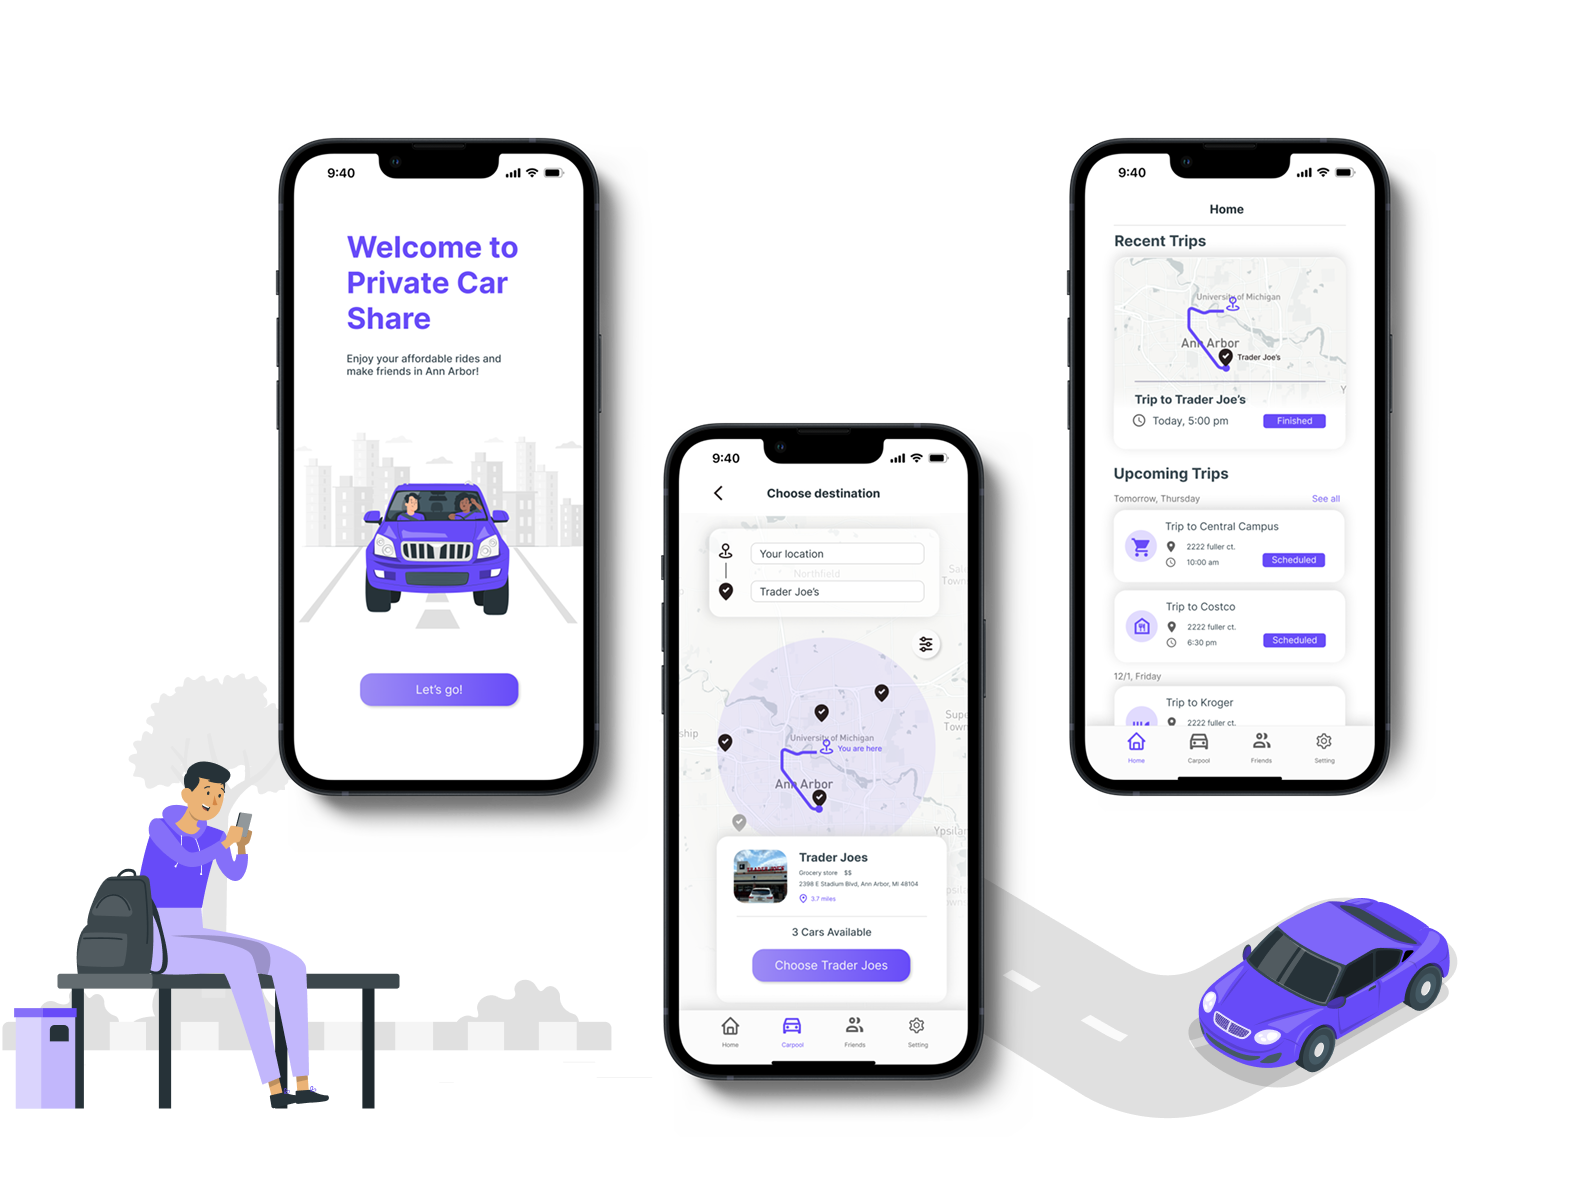 9:40
Welcome to
Private Car
Share
Enjoy your affordable rides and
make friends in Ann Arbor!
Let's go!
9:40
Choose destination
Your location
Northfield
Trader Joe's
Town
ship
Supe
Town
University of Michigan
You are here
Ann Arbor
Ypsilan
Trader Joes
Grocery store $$
2398 E Stadium Blvd, Ann Arbor, MI 48104
3.7 miles
3 Cars Available
Choose Trader Joes
Home Carpool Friends Setting
9:40
Home
Recent Trips
University of Michigan
Ann Arbor
Trader Joe's
Trip to Trader Joe's
Today, 5:00 pm Finished
Upcoming Trips
Tomorrow, Thursday See all
Trip to Central Campus
2222 fuller ct.
10:00 am Scheduled
Trip to Costco
2222 fuller ct.
6:30 pm Scheduled
12/1, Friday
Trip to Kroger
2222 fuller ct.
Home Carpool Friends Setting